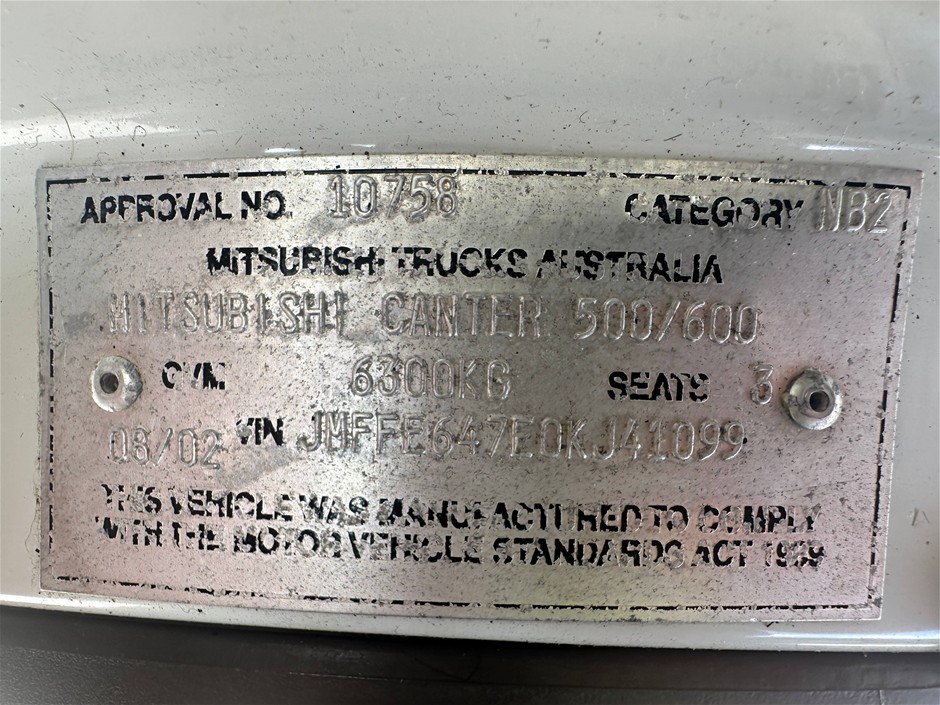 APPROVAL NO. 10758 CATEGORY NB2
MITSUBISHI TRUCKS AUSTRALIA
MITSUBISHI CANTER 500/600
GVM 6300KG SEATS 3
08/02 VIN JMFFE647E0KJ41099
THIS VEHICLE WAS MANUFACTURED TO COMPLY
WITH THE MOTOR VEHICLE STANDARDS ACT 1989